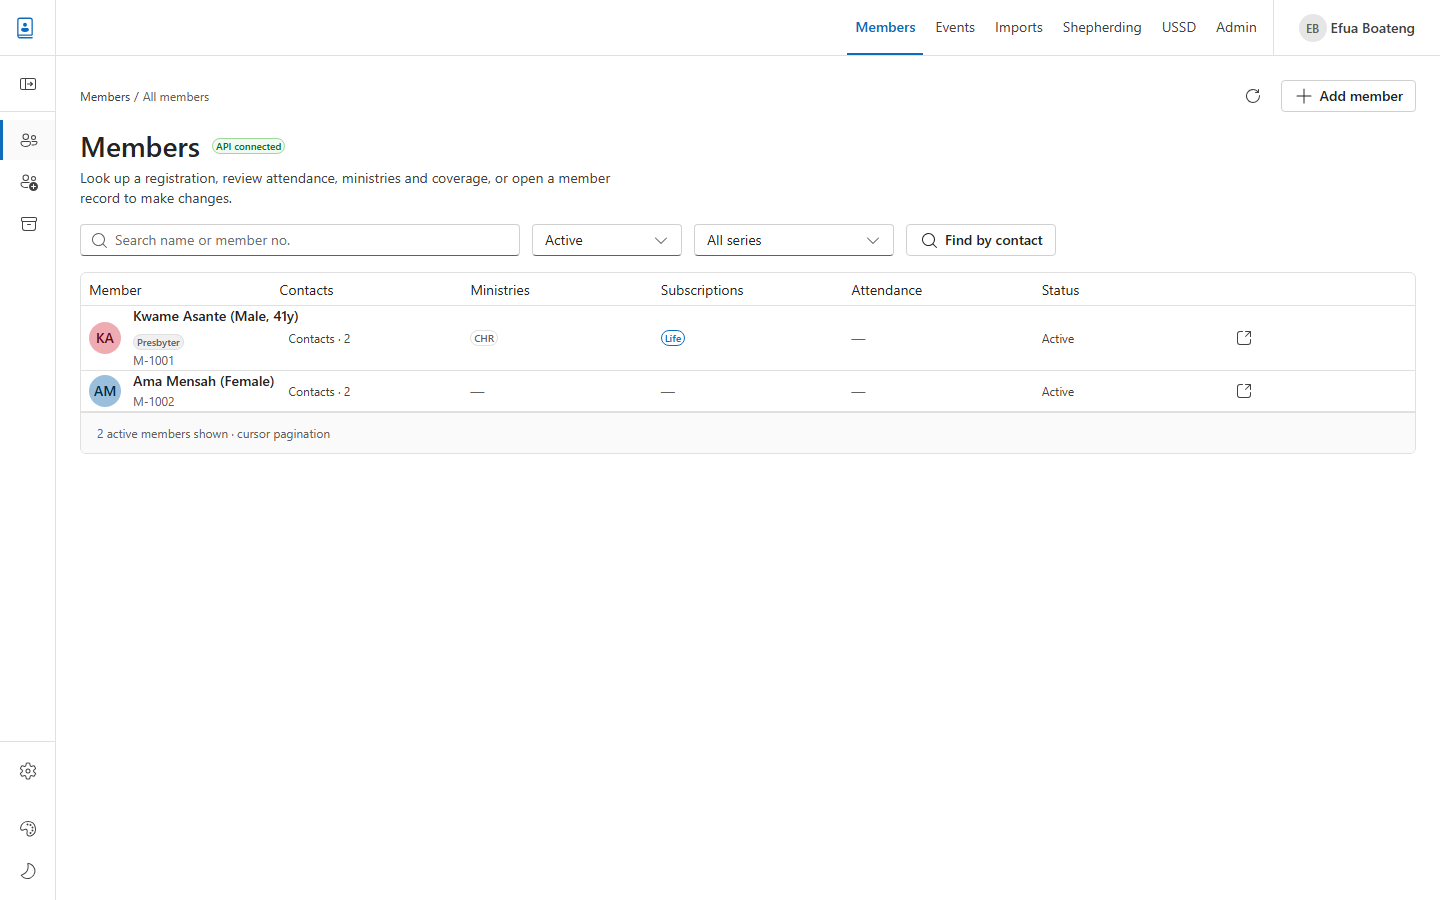 Members Events Imports Shepherding USSD Admin EB Efua Boateng
Members / All members
Add member
Members API connected
Look up a registration, review attendance, ministries and coverage, or open a member
record to make changes.
Search name or member no. Active All series Find by contact
Member Contacts Ministries Subscriptions Attendance Status
Kwame Asante (Male, 41y)
KA Presbyter Contacts · 2 CHR Life — Active
M-1001
Ama Mensah (Female)
AM Contacts · 2 — — — Active
M-1002
2 active members shown · cursor pagination